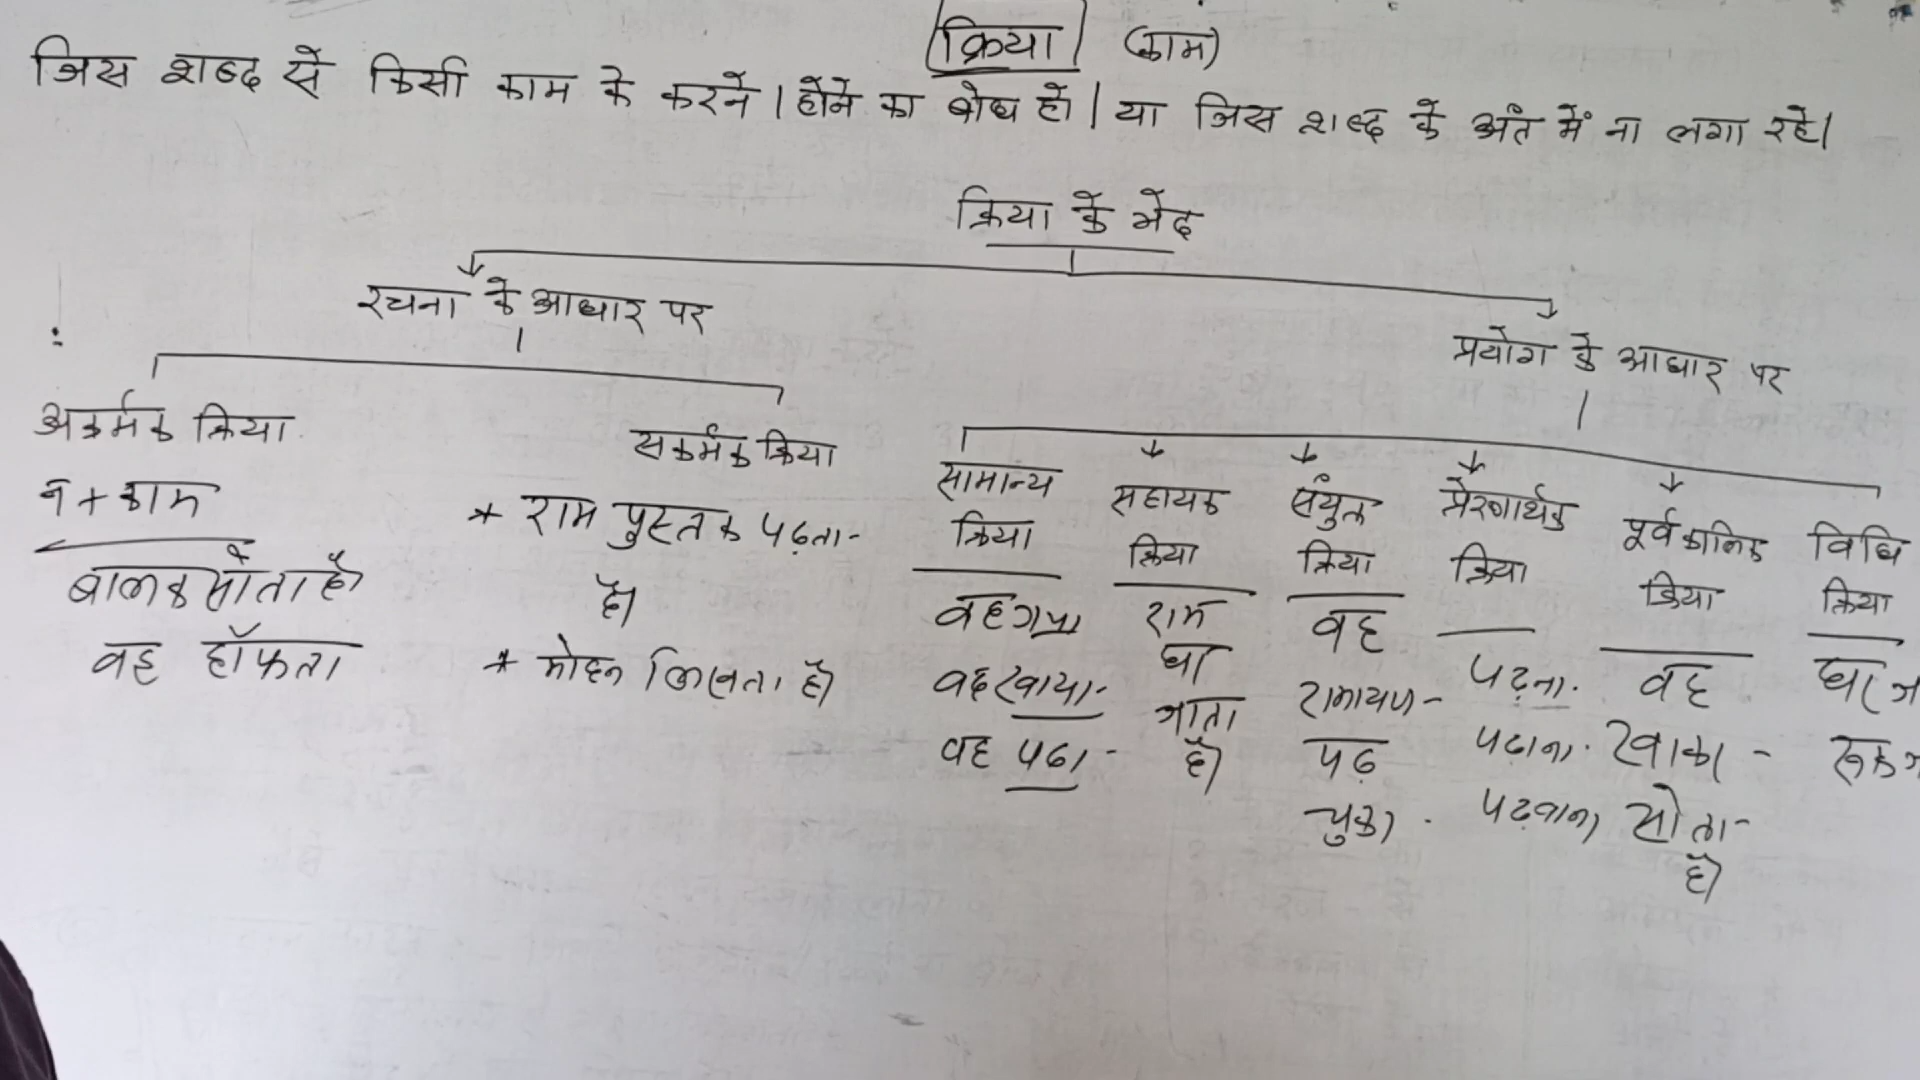 क्रिया (काम)
जिस शब्द से किसी काम के करने । होने का बोध हो । या जिस शब्द के अंत में ना लगा रहे।
क्रिया के भेद
रचना के आधार पर
प्रयोग के आधार पर
अकर्मक क्रिया
न + काम
बालक सोता है।
वह हाॅफता
सकर्मक क्रिया
* राम पुस्तक पढ़ता-
है।
* मोहन लिखता है।
सामान्य
क्रिया
वह गया
वह खाया-
वह पढा -
सहायक
क्रिया
राम
घर
जाता
है।
संयुक्त
क्रिया
वह
रामायण-
पढ़
चुका .
प्रेरणार्थक
क्रिया
पढ़ना.
पढाना.
पढ़वाना
पूर्वकालिक
क्रिया
वह
खाकर -
सोता-
है।
विधि
क्रिया
घर